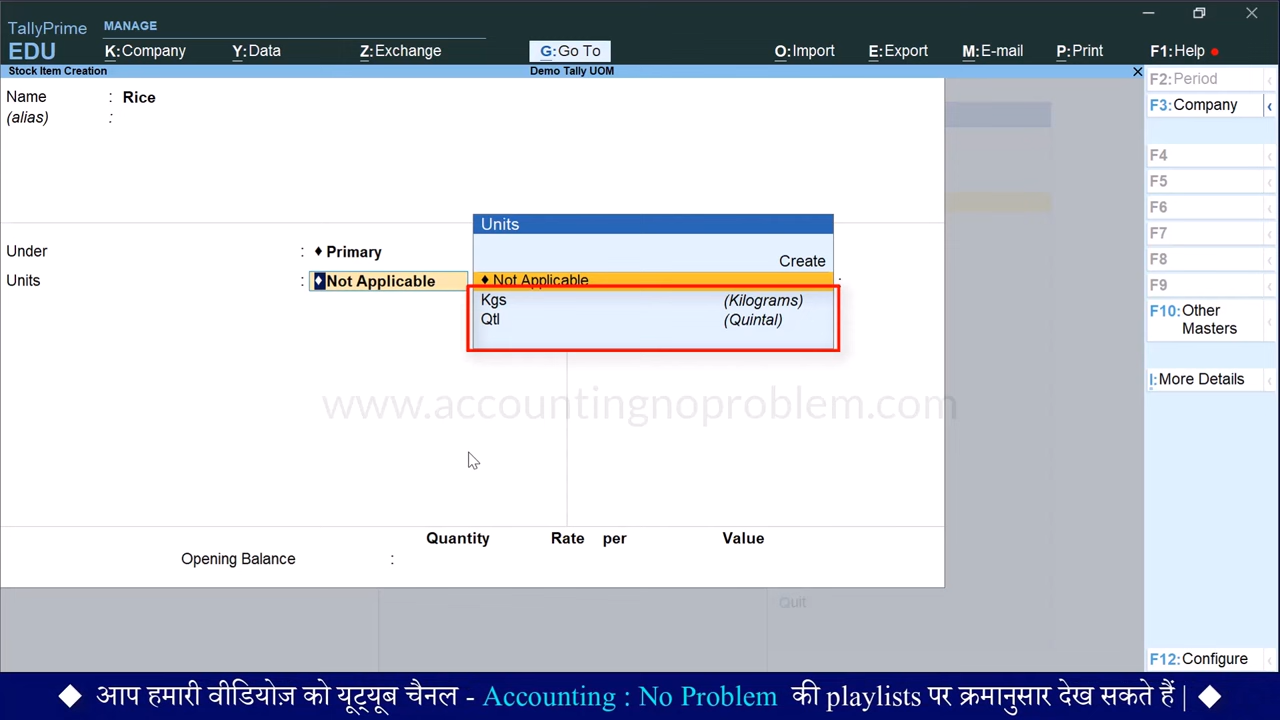 TallyPrime
EDU
MANAGE
K:Company Y:Data Z:Exchange G:Go To O:Import E:Export M:E-mail P:Print F1:Help
Stock Item Creation Demo Tally UOM
Name : Rice
(alias) :
Under : ♦ Primary
Units : ♦ Not Applicable :
Units
Create
♦ Not Applicable
Kgs (Kilograms)
Qtl (Quintal)
www.accountingnoproblem.com
Quantity Rate per Value
Opening Balance :
Quit
F2:Period
F3:Company
F4
F5
F6
F7
F8
F9
F10:Other
Masters
I:More Details
F12:Configure
◆ आप हमारी वीडियोज़ को यूट्यूब चैनल - Accounting : No Problem की playlists पर क्रमानुसार देख सकते हैं | ◆